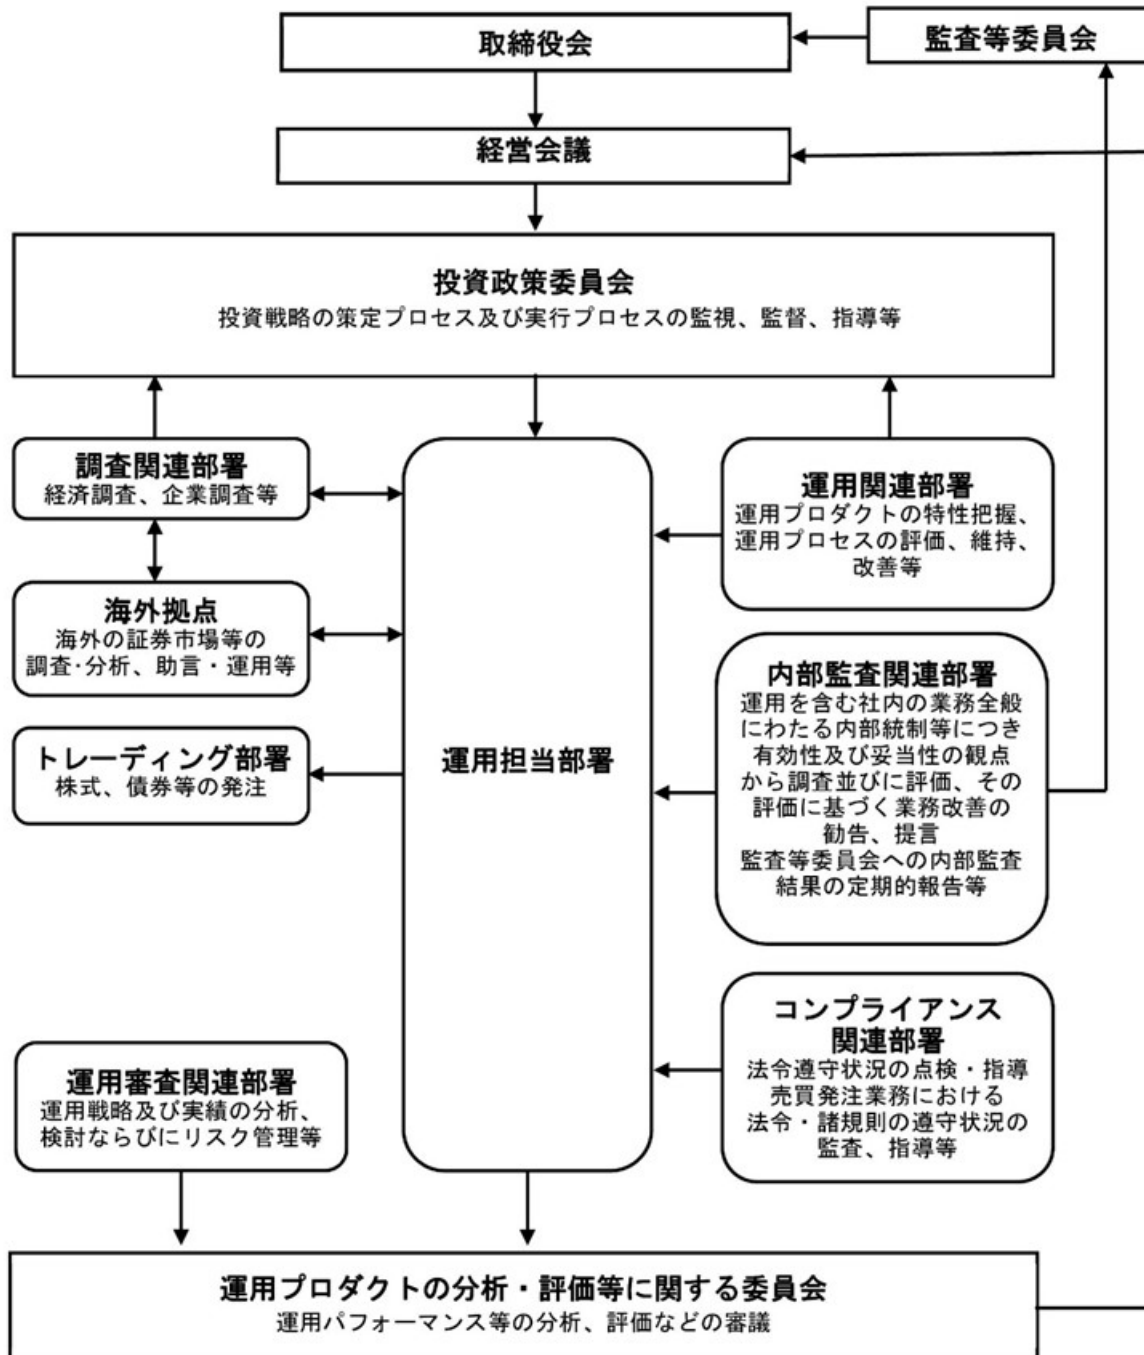 取締役会
監査等委員会
経営会議
投資政策委員会
投資戦略の策定プロセス及び実行プロセスの監視、監督、指導等
調査関連部署
経済調査、企業調査等
海外拠点
海外の証券市場等の
調査・分析、助言・運用等
トレーディング部署
株式、債券等の発注
運用担当部署
運用関連部署
運用プロダクトの特性把握、
運用プロセスの評価、維持、
改善等
内部監査関連部署
運用を含む社内の業務全般
にわたる内部統制等につき
有効性及び妥当性の観点
から調査並びに評価、その
評価に基づく業務改善の
勧告、提言
監査等委員会への内部監査
結果の定期的報告等
コンプライアンス
関連部署
法令遵守状況の点検・指導
売買発注業務における
法令・諸規則の遵守状況の
監査、指導等
運用審査関連部署
運用戦略及び実績の分析、
検討ならびにリスク管理等
運用プロダクトの分析・評価等に関する委員会
運用パフォーマンス等の分析、評価などの審議